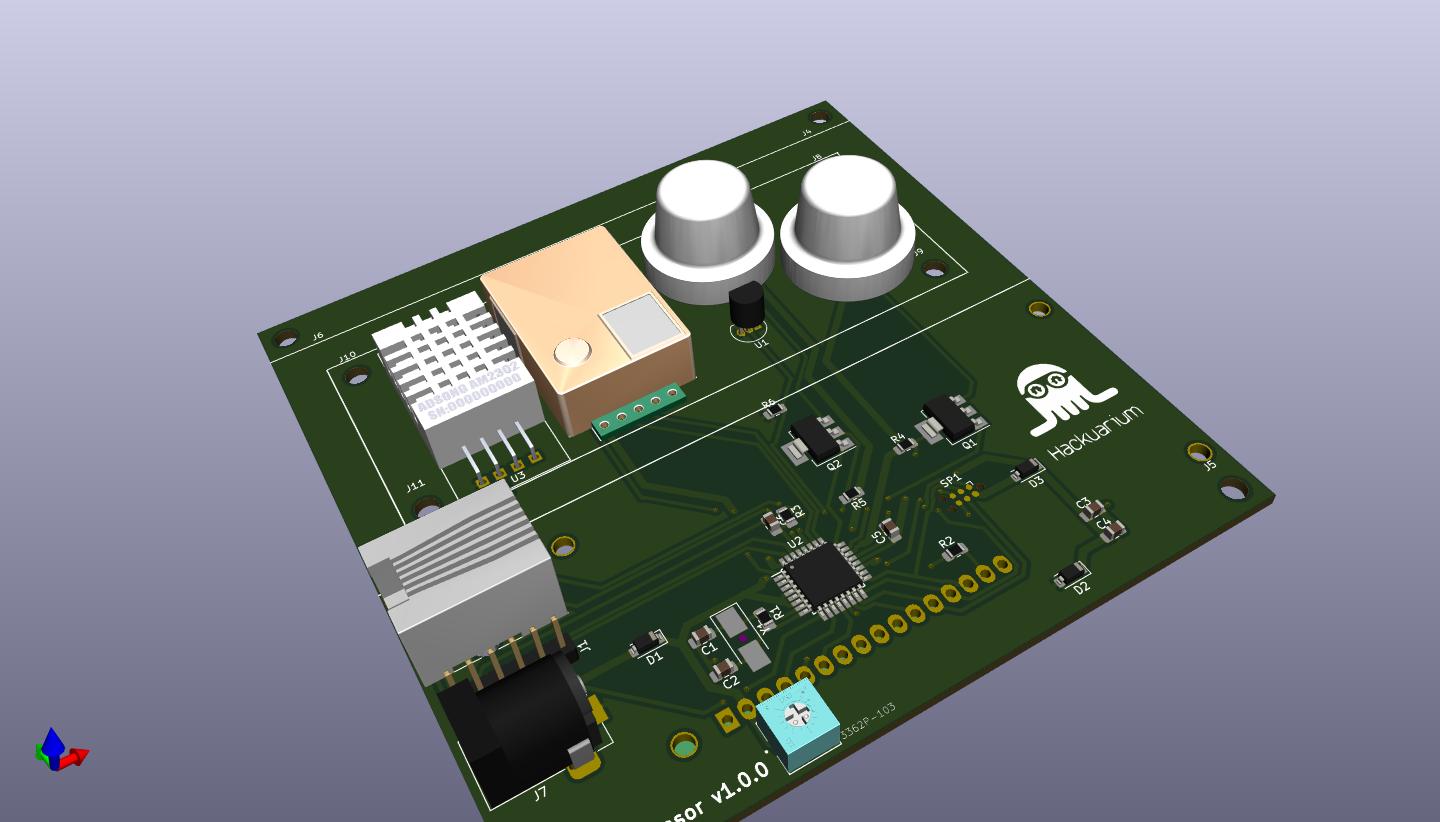 J4
J8
J9
J6
J10
AOSONG AM2302
SN:000000000
U1
U3
J11
R6
R4
Q2
Q1
Hackuarium
J5
SP1
D3
R5
R3
U2
C5
C3
C4
R2
D2
R1
C1
D1
C2
J1
J7
3362P-103
sor v1.0.0